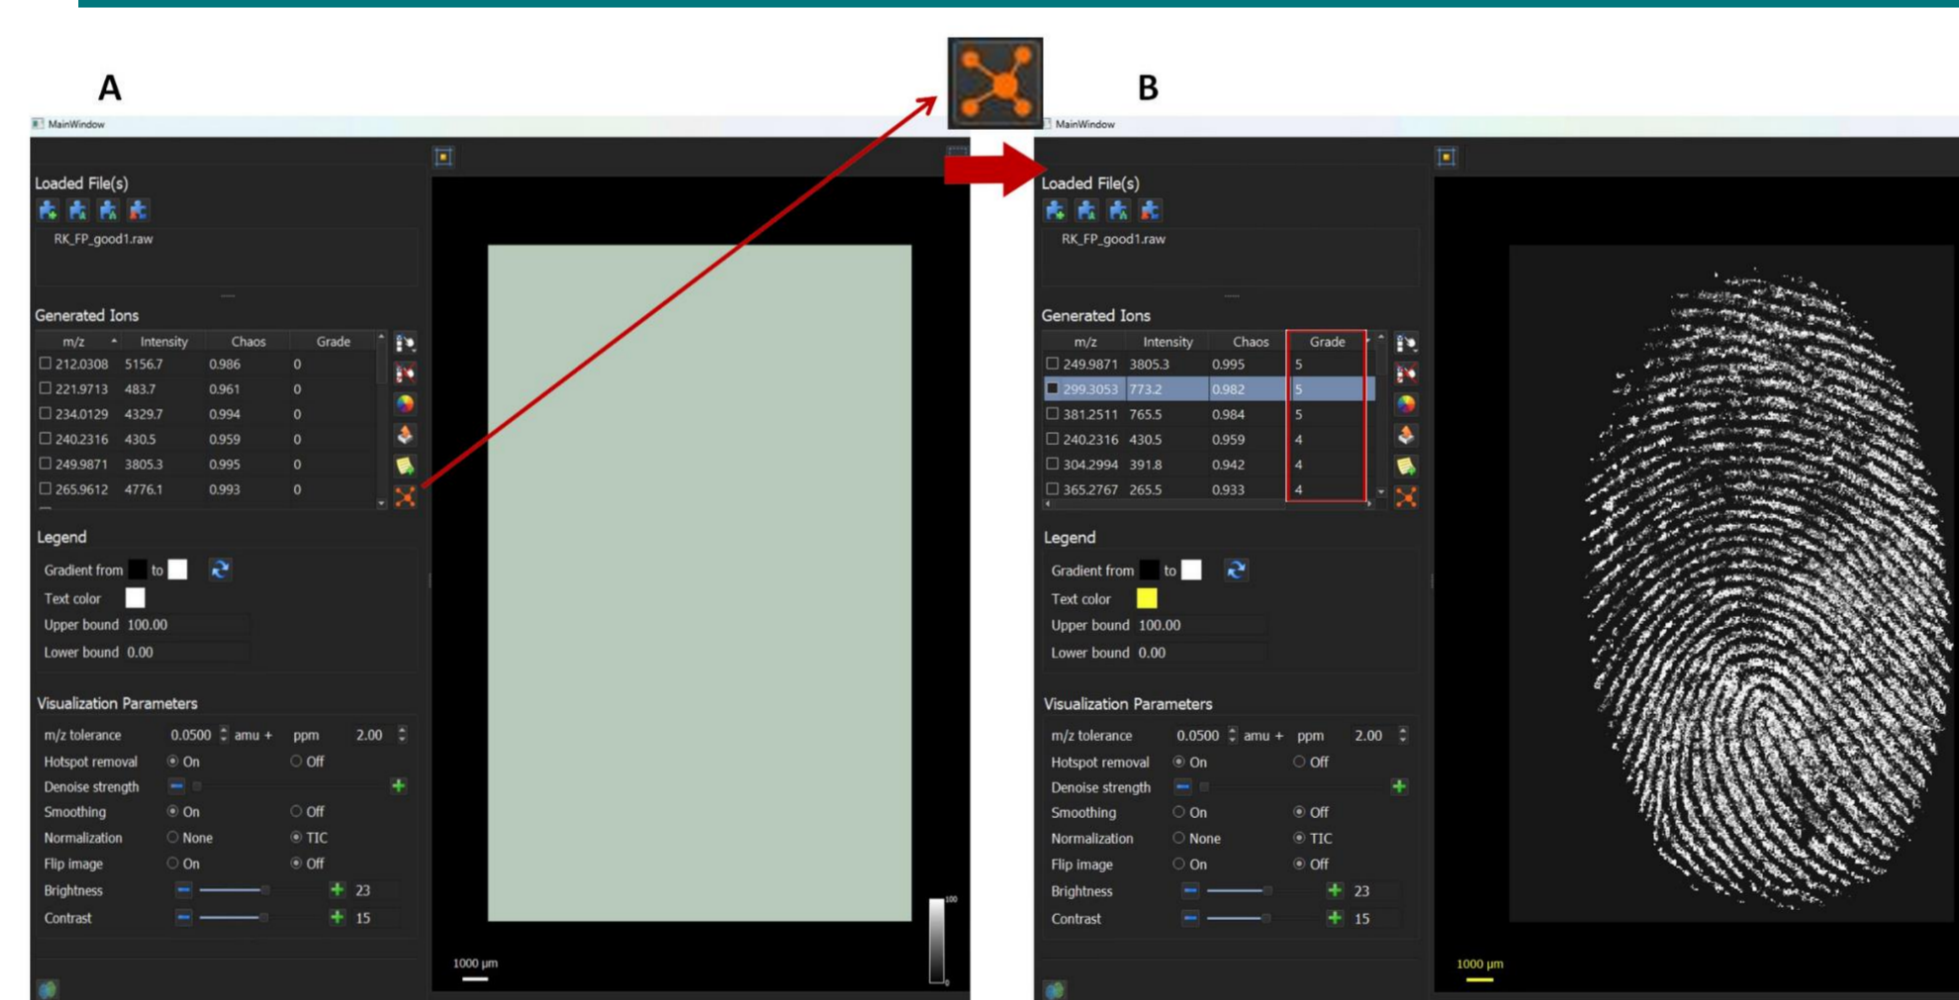 A
MainWindow
Loaded File(s)
RK_FP_good1.raw
Generated Ions
m/z Intensity Chaos Grade
212.0308 5156.7 0.986 0
221.9713 483.7 0.961 0
234.0129 4329.7 0.994 0
240.2316 430.5 0.959 0
249.9871 3805.3 0.995 0
265.9612 4776.1 0.993 0
Legend
Gradient from to
Text color
Upper bound 100.00
Lower bound 0.00
Visualization Parameters
m/z tolerance 0.0500 amu + ppm 2.00
Hotspot removal On Off
Denoise strength
Smoothing On Off
Normalization None TIC
Flip image On Off
Brightness 23
Contrast 15
1000 µm
100
0
B
MainWindow
Loaded File(s)
RK_FP_good1.raw
Generated Ions
m/z Intensity Chaos Grade
249.9871 3805.3 0.995 5
299.3053 773.2 0.982 5
381.2511 765.5 0.984 5
240.2316 430.5 0.959 4
304.2994 391.8 0.942 4
365.2767 265.5 0.933 4
Legend
Gradient from to
Text color
Upper bound 100.00
Lower bound 0.00
Visualization Parameters
m/z tolerance 0.0500 amu + ppm 2.00
Hotspot removal On Off
Denoise strength
Smoothing On Off
Normalization None TIC
Flip image On Off
Brightness 23
Contrast 15
1000 µm